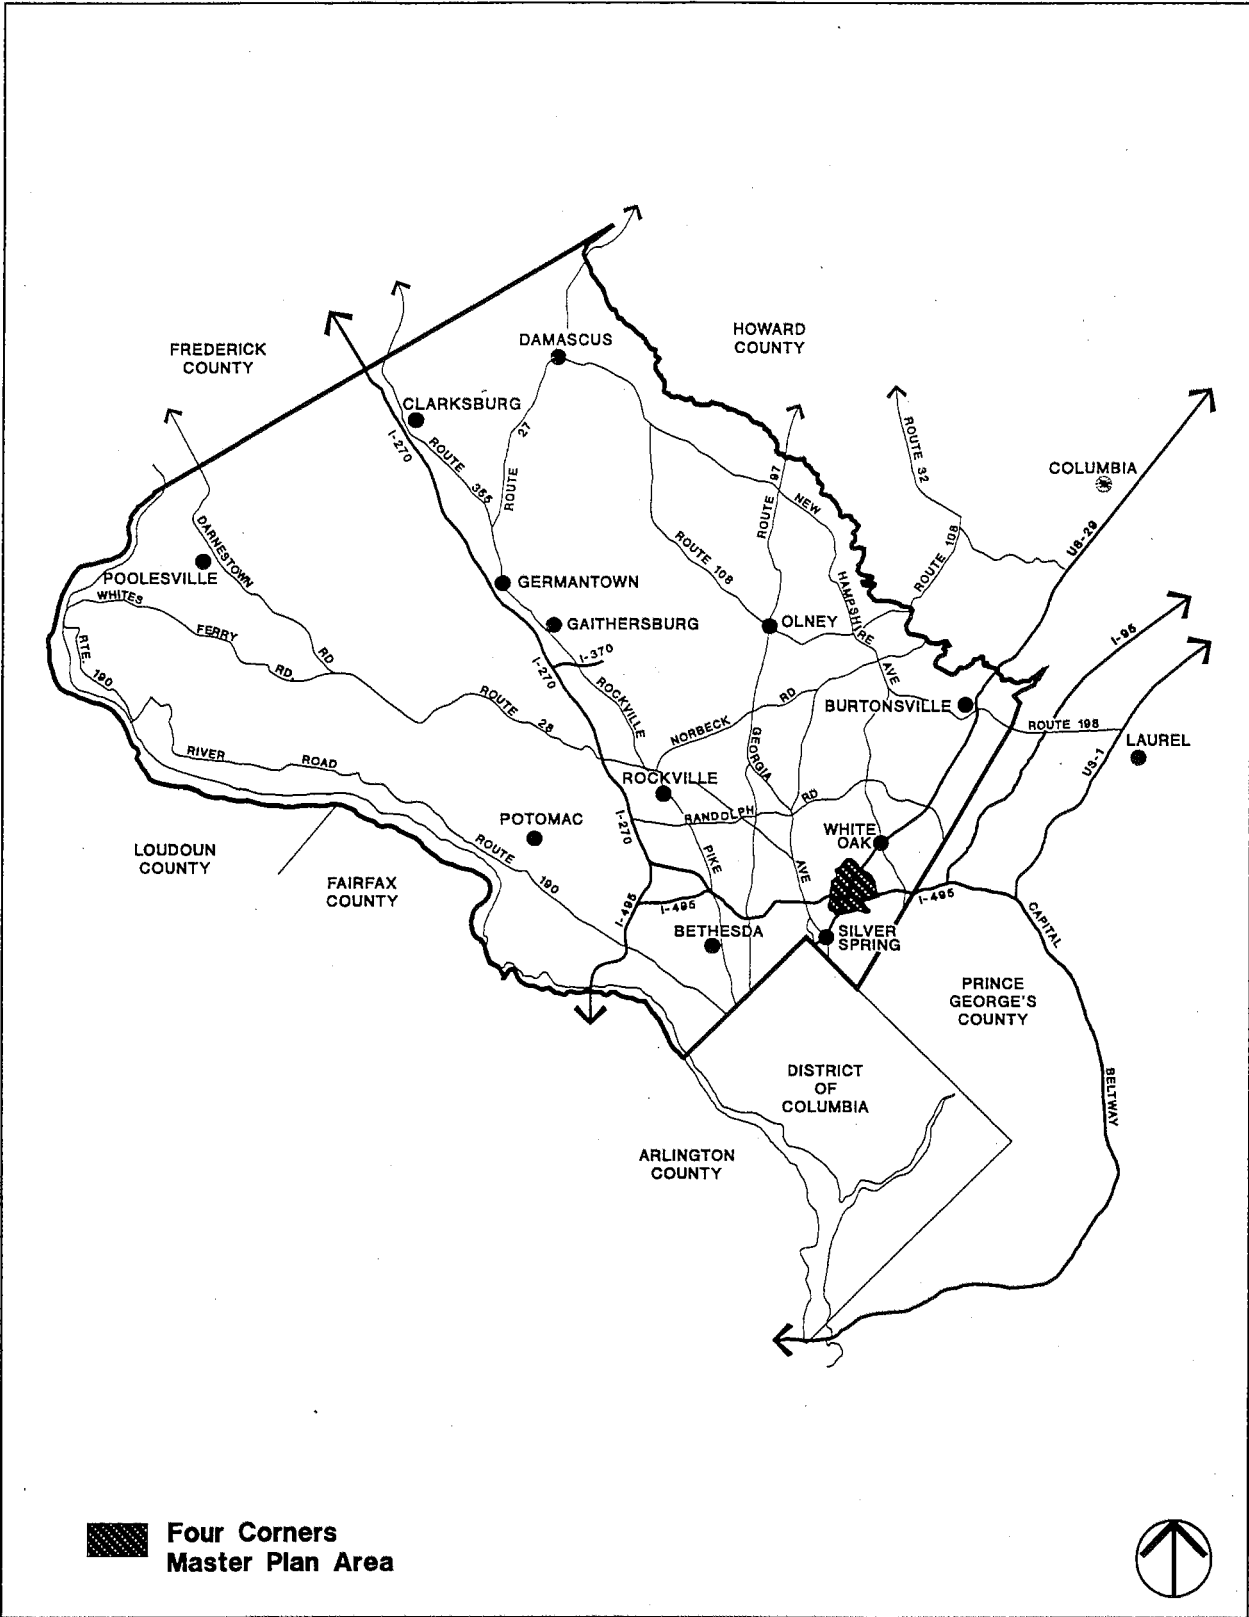 HOWARD
COUNTY
FREDERICK
COUNTY
DAMASCUS
CLARKSBURG
I-270
ROUTE 355
ROUTE 27
ROUTE 97
NEW HAMPSHIRE AVE
ROUTE 32
COLUMBIA
US-29
ROUTE 108
ROUTE 108
DARNESTOWN RD
POOLESVILLE
GERMANTOWN
WHITES FERRY RD.
GAITHERSBURG
OLNEY
I-95
RTE. 190
I-370
I-270
ROCKVILLE PIKE
ROUTE 28
NORBECK RD
BURTONSVILLE
ROUTE 198
LAUREL
US-1
GEORGIA AVE
RIVER ROAD
ROCKVILLE
RANDOLPH RD
POTOMAC
I-270
WHITE
OAK
ROUTE 190
LOUDOUN
COUNTY
FAIRFAX
COUNTY
I-495
I-495
I-495
BETHESDA
SILVER
SPRING
CAPITAL BELTWAY
PRINCE
GEORGE'S
COUNTY
DISTRICT
OF
COLUMBIA
ARLINGTON
COUNTY
Four Corners
Master Plan Area